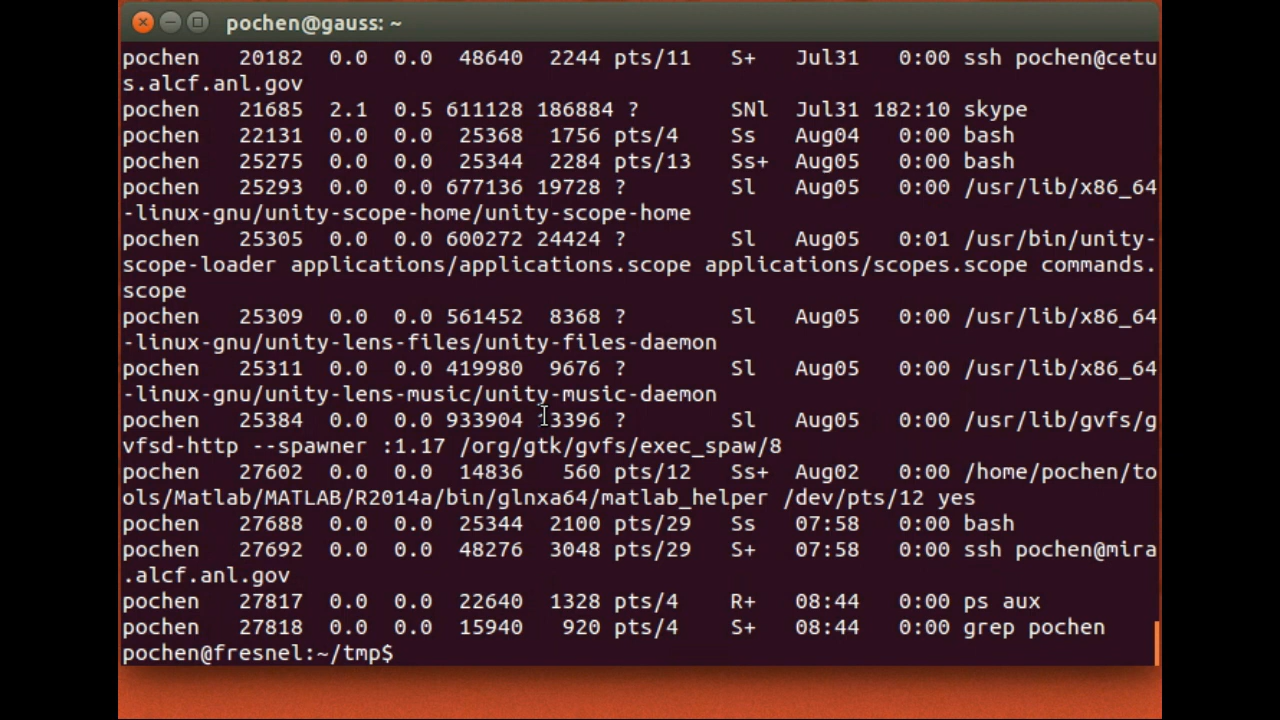 pochen@gauss: ~
pochen 20182 0.0 0.0 48640 2244 pts/11 S+ Jul31 0:00 ssh pochen@cetu
s.alcf.anl.gov
pochen 21685 2.1 0.5 611128 186884 ? SNl Jul31 182:10 skype
pochen 22131 0.0 0.0 25368 1756 pts/4 Ss Aug04 0:00 bash
pochen 25275 0.0 0.0 25344 2284 pts/13 Ss+ Aug05 0:00 bash
pochen 25293 0.0 0.0 677136 19728 ? Sl Aug05 0:00 /usr/lib/x86_64
-linux-gnu/unity-scope-home/unity-scope-home
pochen 25305 0.0 0.0 600272 24424 ? Sl Aug05 0:01 /usr/bin/unity-
scope-loader applications/applications.scope applications/scopes.scope commands.
scope
pochen 25309 0.0 0.0 561452 8368 ? Sl Aug05 0:00 /usr/lib/x86_64
-linux-gnu/unity-lens-files/unity-files-daemon
pochen 25311 0.0 0.0 419980 9676 ? Sl Aug05 0:00 /usr/lib/x86_64
-linux-gnu/unity-lens-music/unity-music-daemon
pochen 25384 0.0 0.0 933904 ? Sl Aug05 0:00 /usr/lib/gvfs/g
vfsd-http --spawner :1.17 /org/gtk/gvfs/exec_spaw/8
pochen 27602 0.0 0.0 14836 560 pts/12 Ss+ Aug02 0:00 /home/pochen/to
ols/Matlab/MATLAB/R2014a/bin/glnxa64/matlab_helper /dev/pts/12 yes
pochen 27688 0.0 0.0 25344 2100 pts/29 Ss 07:58 0:00 bash
pochen 27692 0.0 0.0 48276 3048 pts/29 S+ 07:58 0:00 ssh pochen@mira
.alcf.anl.gov
pochen 27817 0.0 0.0 22640 1328 pts/4 R+ 08:44 0:00 ps aux
pochen 27818 0.0 0.0 15940 920 pts/4 S+ 08:44 0:00 grep pochen
pochen@fresnel:~/tmp$